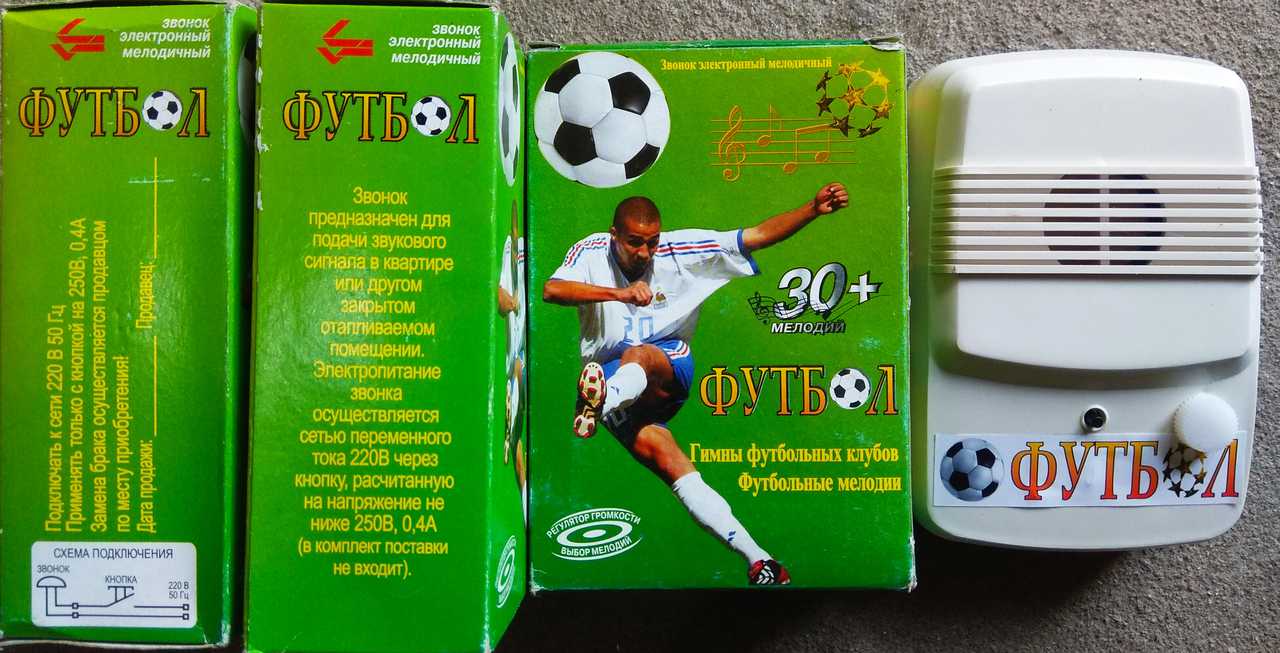 ЗВОНОК
ЭЛЕКТРОННЫЙ
МЕЛОДИЧНЫЙ
ФУТБОЛ
Подключать к сети 220 В 50 Гц
Применять только с кнопкой на 250В, 0,4А
Замена брака осуществляется продавцом
по месту приобретения!
Дата продажи: Продавец:
СХЕМА ПОДКЛЮЧЕНИЯ
ЗВОНОК
КНОПКА
220 В
50 Гц
ЗВОНОК
ЭЛЕКТРОННЫЙ
МЕЛОДИЧНЫЙ
ФУТБОЛ
Звонок
предназначен для
подачи звукового
сигнала в квартире
или другом
закрытом
отапливаемом
помещении.
Электропитание
звонка
осуществляется
сетью переменного
тока 220В через
кнопку, расчитанную
на напряжение не
ниже 250В, 0,4А
(в комплект поставки
не входит).
Звонок электронный мелодичный
20
30+
МЕЛОДИЙ
ФУТБОЛ
Гимны футбольных клубов
Футбольные мелодии
РЕГУЛЯТОР ГРОМКОСТИ
ВЫБОР МЕЛОДИЙ
ФУТБОЛ